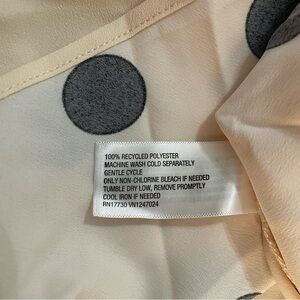 100% RECYCLED POLYESTER
MACHINE WASH COLD SEPARATELY
GENTLE CYCLE
ONLY NON-CHLORINE BLEACH IF NEEDED
TUMBLE DRY LOW, REMOVE PROMPTLY
COOL IRON IF NEEDED
RN17730 VN1247024